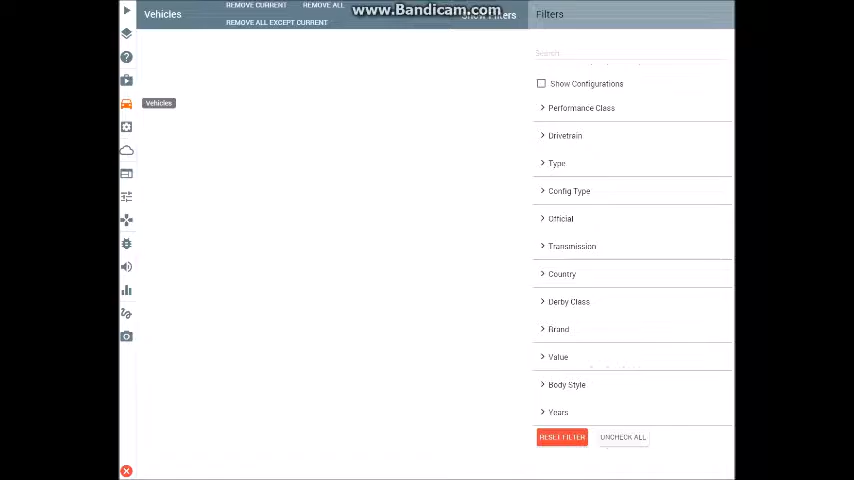 www.Bandicam.com
Vehicles
REMOVE CURRENT
REMOVE ALL
REMOVE ALL EXCEPT CURRENT
Show Filters
Filters
Search
Show Configurations
Vehicles
Performance Class
Drivetrain
Type
Config Type
Official
Transmission
Country
Derby Class
Brand
Value
Body Style
Years
RESET FILTER
UNCHECK ALL